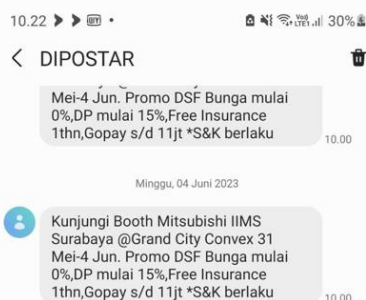 10.22 30%
DIPOSTAR
Mei-4 Jun. Promo DSF Bunga mulai
0%,DP mulai 15%,Free Insurance
1thn,Gopay s/d 11jt *S&K berlaku
10.00
Minggu, 04 Juni 2023
Kunjungi Booth Mitsubishi IIMS
Surabaya @Grand City Convex 31
Mei-4 Jun. Promo DSF Bunga mulai
0%,DP mulai 15%,Free Insurance
1thn,Gopay s/d 11jt *S&K berlaku
10.00